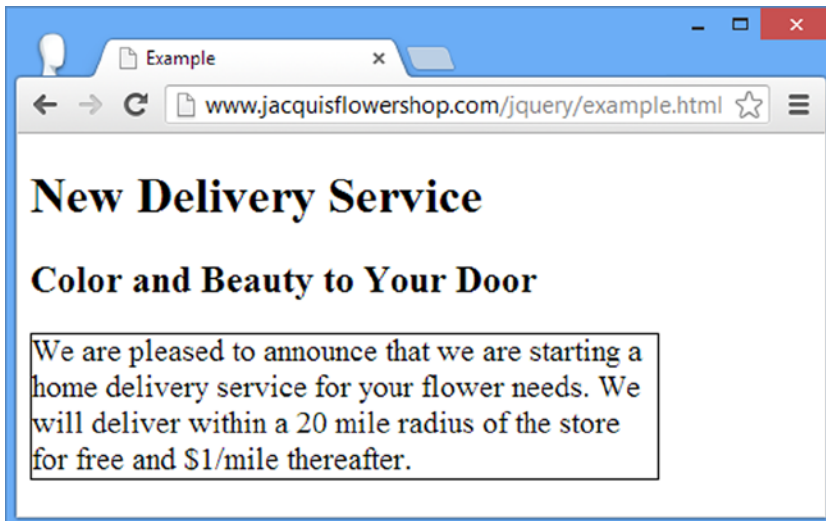 Example
www.jacquisflowershop.com/jquery/example.html
New Delivery Service
Color and Beauty to Your Door
We are pleased to announce that we are starting a
home delivery service for your flower needs. We
will deliver within a 20 mile radius of the store
for free and $1/mile thereafter.